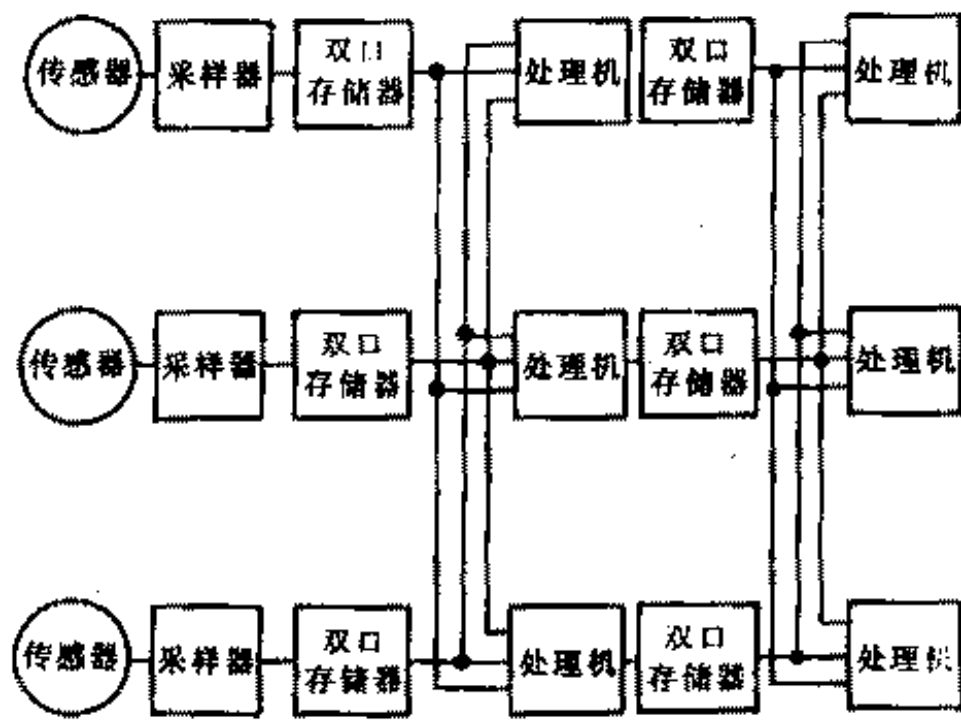 传感器
采样器
双口
存储器
处理机
双口
存储器
处理机
传感器
采样器
双口
存储器
处理机
双口
存储器
处理机
传感器
采样器
双口
存储器
处理机
双口
存储器
处理机